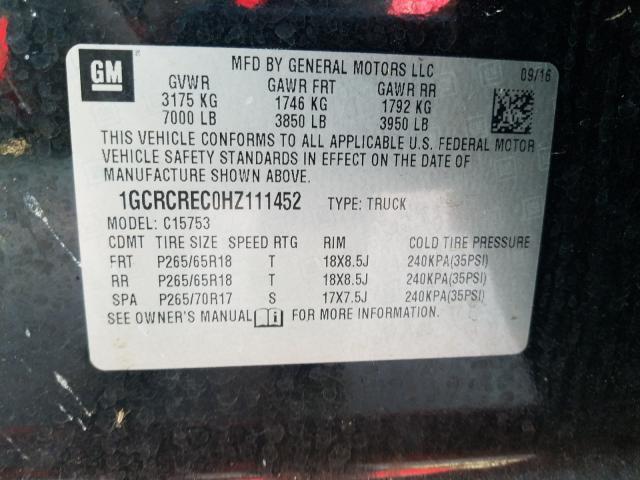 GM
MFD BY GENERAL MOTORS LLC 09/16
GVWR GAWR FRT GAWR RR
3175 KG 1746 KG 1792 KG
7000 LB 3850 LB 3950 LB
THIS VEHICLE CONFORMS TO ALL APPLICABLE U.S. FEDERAL MOTOR
VEHICLE SAFETY STANDARDS IN EFFECT ON THE DATE OF
MANUFACTURE SHOWN ABOVE.
1GCRCREC0HZ111452 TYPE: TRUCK
MODEL: C15753
CDMT TIRE SIZE SPEED RTG RIM COLD TIRE PRESSURE
FRT P265/65R18 T 18X8.5J 240KPA(35PSI)
RR P265/65R18 T 18X8.5J 240KPA(35PSI)
SPA P265/70R17 S 17X7.5J 240KPA(35PSI)
SEE OWNER'S MANUAL FOR MORE INFORMATION.